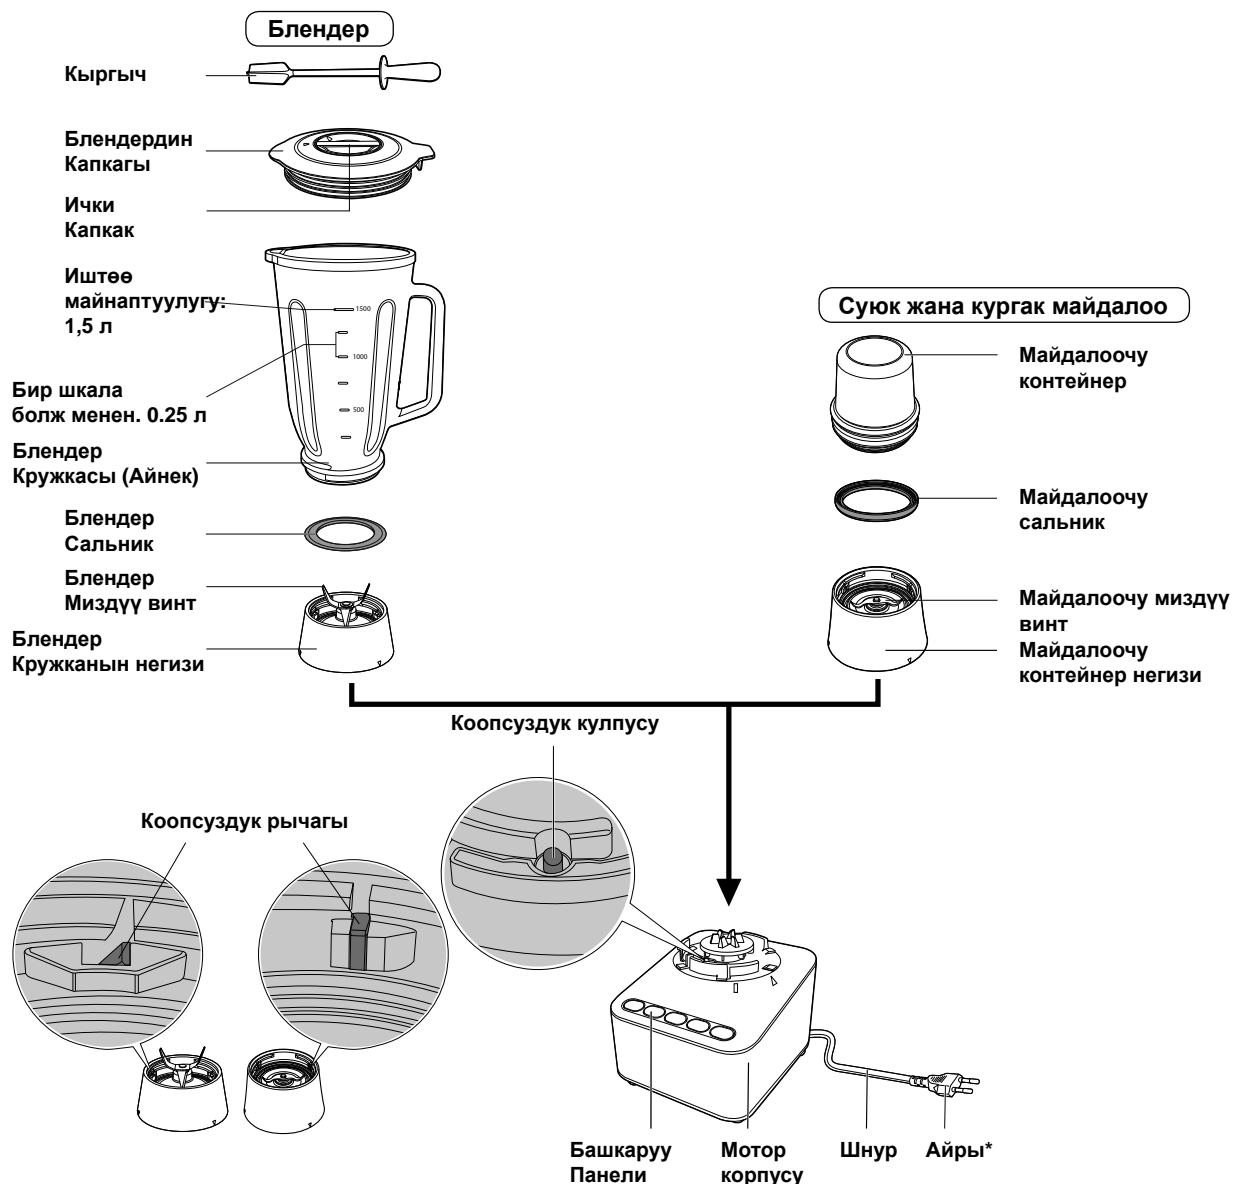 Блендер
Кыргыч
Блендердин
Капкагы
Ички
Капкак
Иштөө
майнаптуулугу:
1,5 л
1500
1000
500
Бир шкала
болж менен. 0.25 л
Блендер
Кружкасы (Айнек)
Блендер
Сальник
Блендер
Миздүү винт
Блендер
Кружканын негизи
Суюк жана кургак майдалоо
Майдалоочу
контейнер
Майдалоочу
сальник
Майдалоочу миздүү
винт
Майдалоочу
контейнер негизи
Коопсуздук кулпусу
Коопсуздук рычагы
Башкаруу
Панели
Мотор
корпусу
Шнур
Айры*